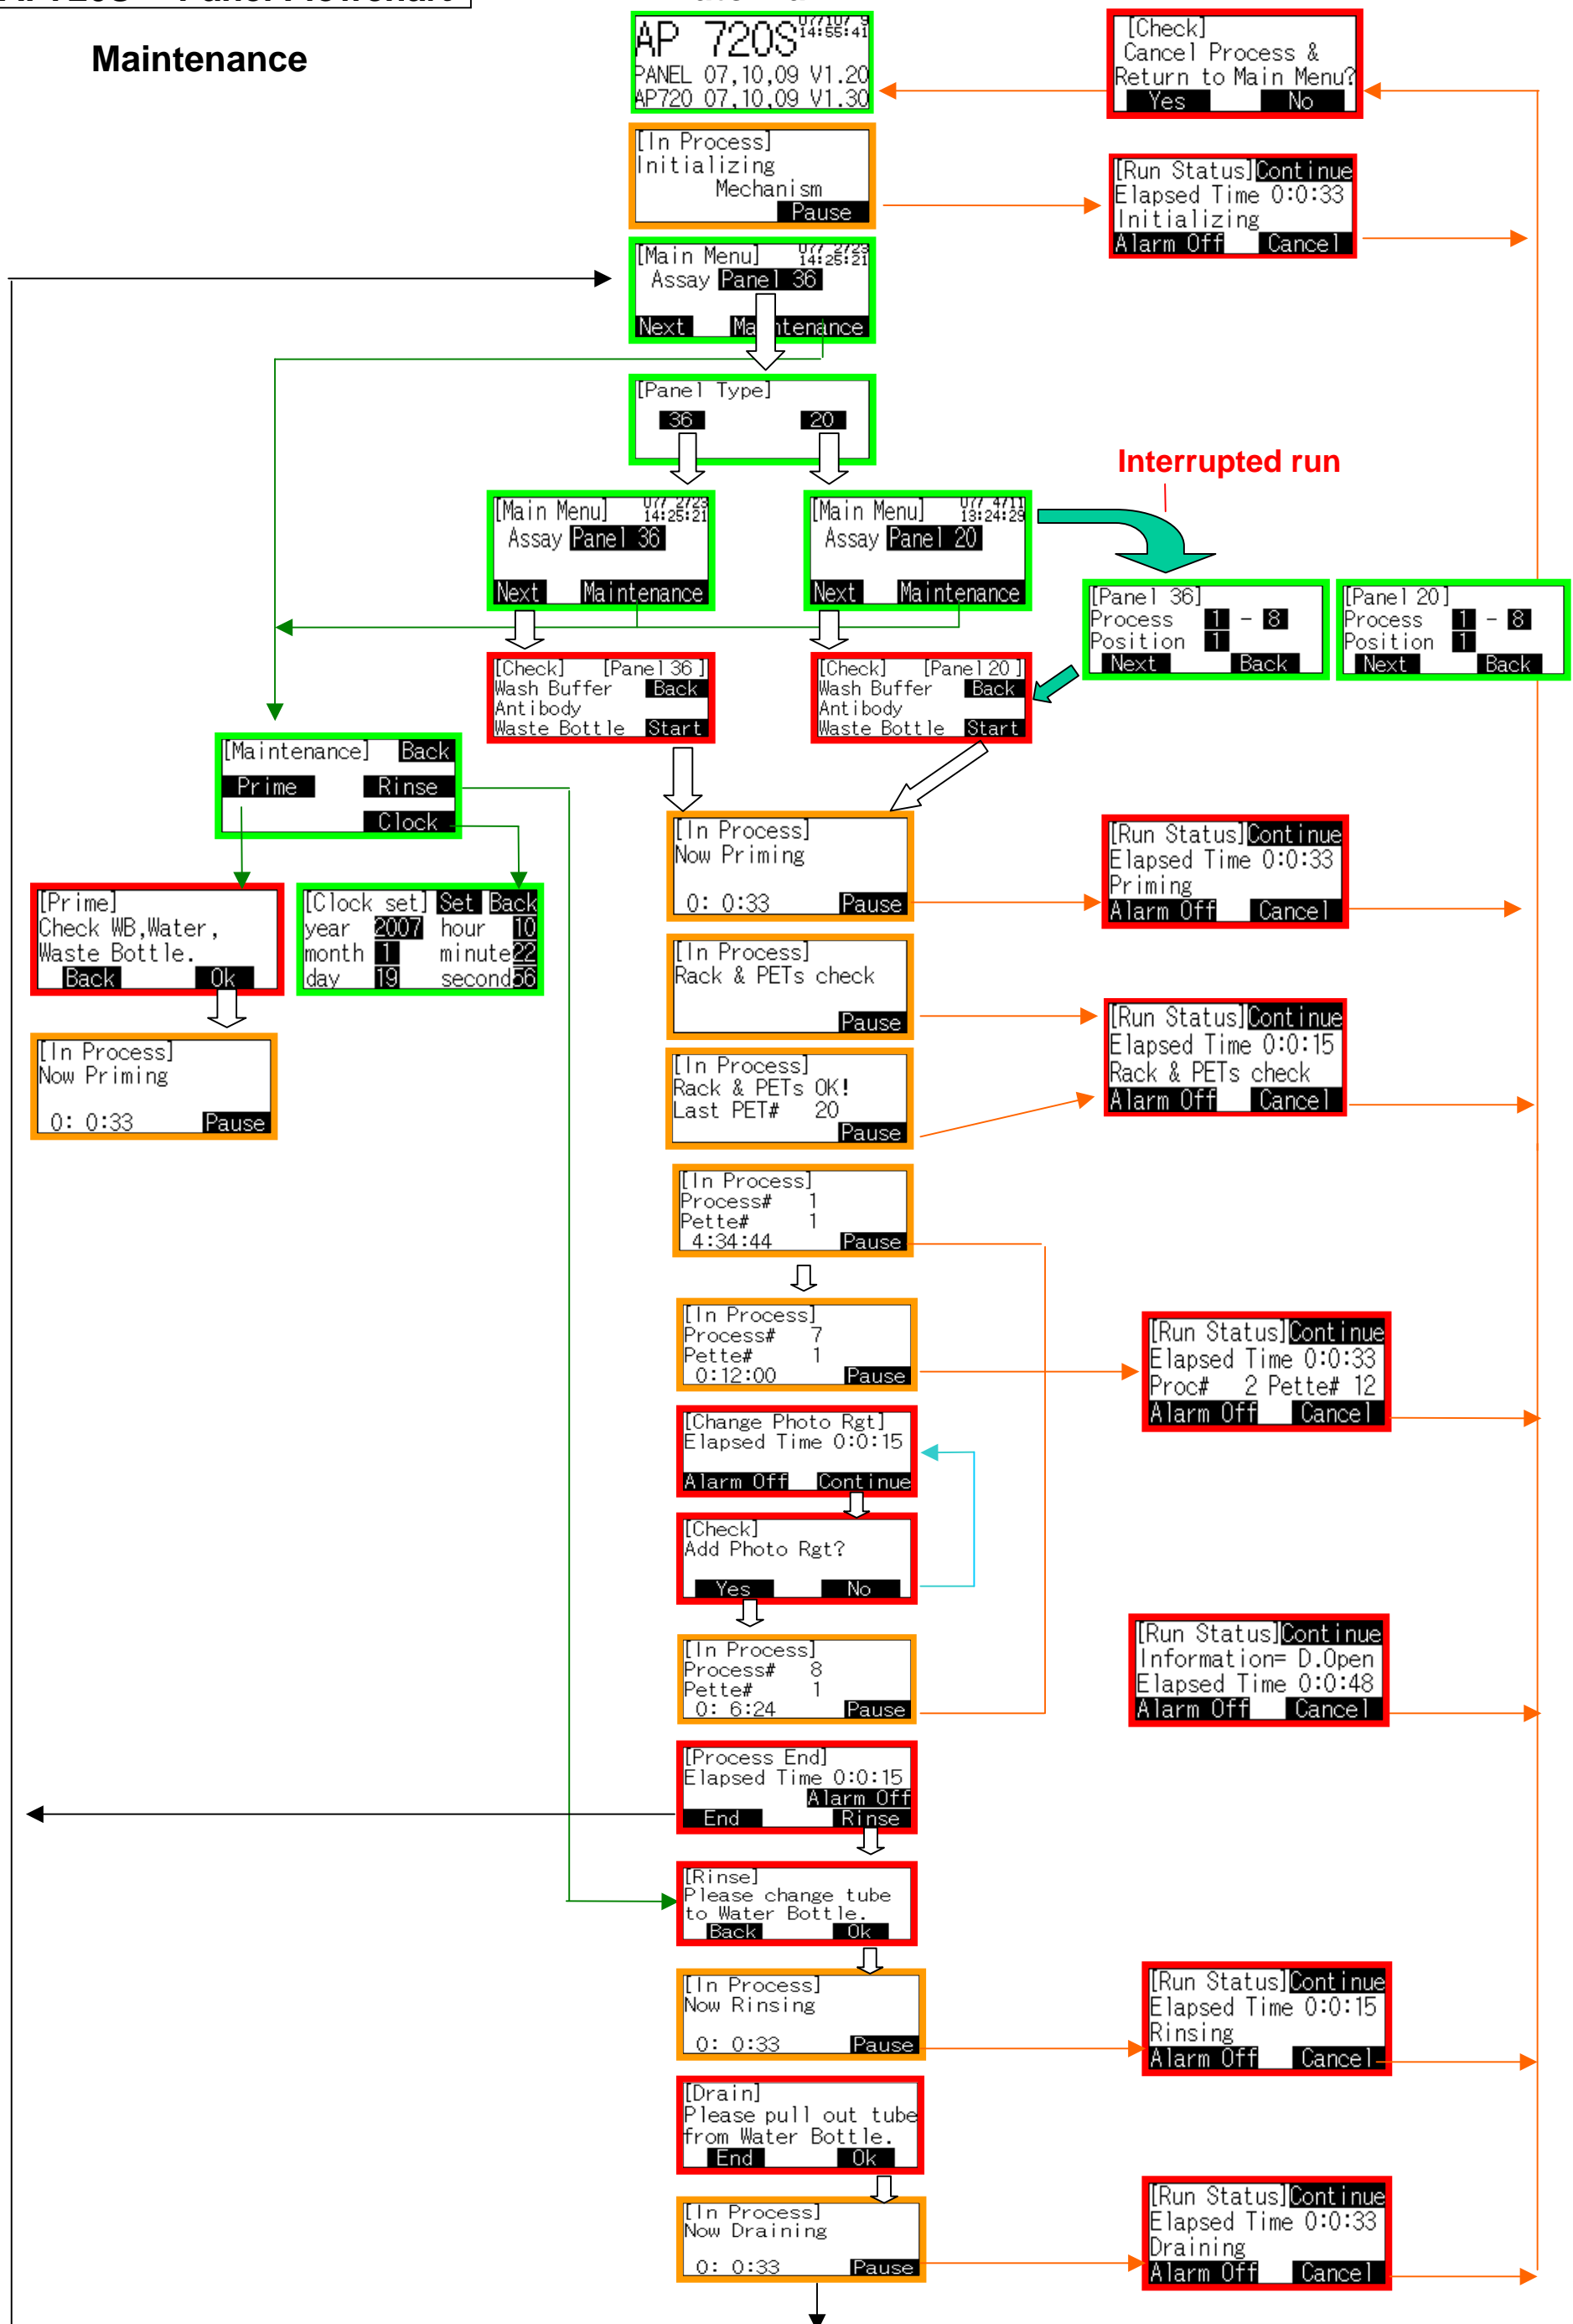 Maintenance
AP 720S
14:55:41
PANEL 07,10,09 V1.20
AP720 07,10,09 V1.30
[Check]
Cancel Process &
Return to Main Menu?
Yes No
[In Process]
Initializing
Mechanism
Pause
[Run Status] Continue
Elapsed Time 0:0:33
Initializing
Alarm Off Cancel
[Main Menu]
14:25:21
Assay Panel 36
Next Maintenance
[Panel Type]
36 20
Interrupted run
[Main Menu]
14:25:21
Assay Panel 36
Next Maintenance
[Main Menu]
13:24:29
Assay Panel 20
Next Maintenance
[Panel 36]
Process 1 - 8
Position 1
Next Back
[Panel 20]
Process 1 - 8
Position 1
Next Back
[Check] [Panel 36]
Wash Buffer Back
Antibody
Waste Bottle Start
[Check] [Panel 20]
Wash Buffer Back
Antibody
Waste Bottle Start
[Maintenance] Back
Prime Rinse
Clock
[In Process]
Now Priming
0: 0:33 Pause
[Run Status] Continue
Elapsed Time 0:0:33
Priming
Alarm Off Cancel
[Prime]
Check WB,Water,
Waste Bottle.
Back Ok
[Clock set] Set Back
year 2007 hour 10
month 1 minute 22
day 19 second 56
[In Process]
Rack & PETs check
Pause
[Run Status] Continue
Elapsed Time 0:0:15
Rack & PETs check
Alarm Off Cancel
[In Process]
Now Priming
0: 0:33 Pause
[In Process]
Rack & PETs OK!
Last PET# 20
Pause
[In Process]
Process# 1
Pette# 1
4:34:44 Pause
[In Process]
Process# 7
Pette# 1
0:12:00 Pause
[Run Status] Continue
Elapsed Time 0:0:33
Proc# 2 Pette# 12
Alarm Off Cancel
[Change Photo Rgt]
Elapsed Time 0:0:15
Alarm Off Continue
[Check]
Add Photo Rgt?
Yes No
[In Process]
Process# 8
Pette# 1
0: 6:24 Pause
[Run Status] Continue
Information= D.Open
Elapsed Time 0:0:48
Alarm Off Cancel
[Process End]
Elapsed Time 0:0:15
Alarm Off
End Rinse
[Rinse]
Please change tube
to Water Bottle.
Back Ok
[In Process]
Now Rinsing
0: 0:33 Pause
[Run Status] Continue
Elapsed Time 0:0:15
Rinsing
Alarm Off Cancel
[Drain]
Please pull out tube
from Water Bottle.
End Ok
[In Process]
Now Draining
0: 0:33 Pause
[Run Status] Continue
Elapsed Time 0:0:33
Draining
Alarm Off Cancel